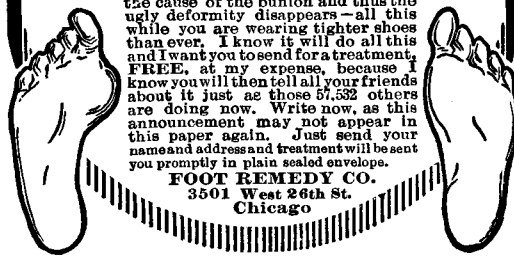 the cause of the bunion and thus the
ugly deformity disappears—all this
while you are wearing tighter shoes
than ever. I know it will do all this
and I want you to send for a treatment,
FREE, at my expense, because I
know you will then tell all your friends
about it just as those 57,532 others
are doing now. Write now, as this
announcement may not appear in
this paper again. Just send your
name and address and treatment will be sent
you promptly in plain sealed envelope.
FOOT REMEDY CO.
3501 West 26th St.
Chicago